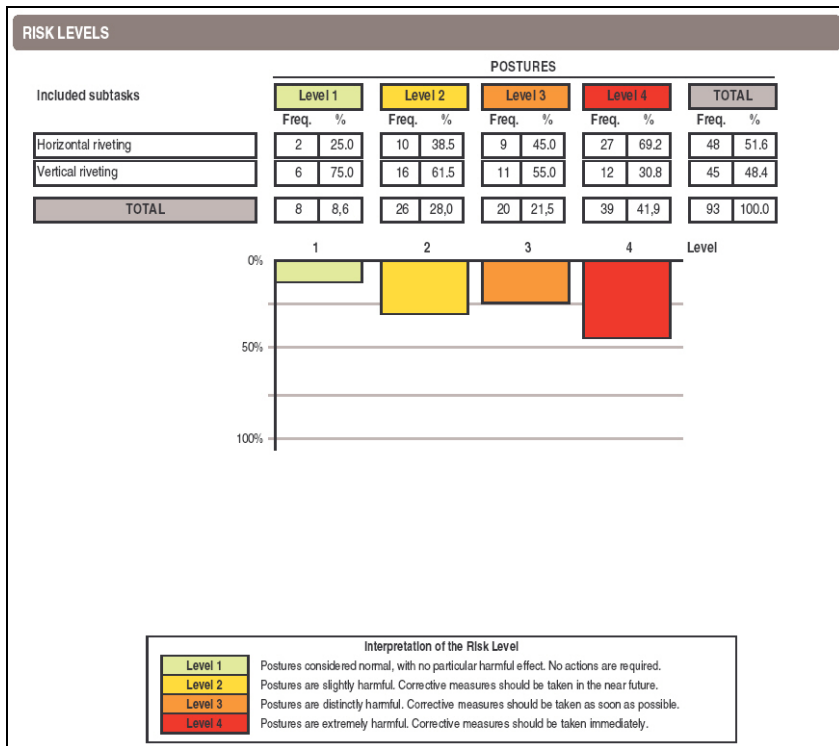 RISK LEVELS
POSTURES
Included subtasks Level 1 Level 2 Level 3 Level 4 TOTAL
Freq. % Freq. % Freq. % Freq. % Freq. %
Horizontal riveting 2 25.0 10 38.5 9 45.0 27 69.2 48 51.6
Vertical riveting 6 75.0 16 61.5 11 55.0 12 30.8 45 48.4
TOTAL 8 8,6 26 28,0 20 21,5 39 41,9 93 100.0
1 2 3 4 Level
0%
50%
100%
Interpretation of the Risk Level
Level 1 Postures considered normal, with no particular harmful effect. No actions are required.
Level 2 Postures are slightly harmful. Corrective measures should be taken in the near future.
Level 3 Postures are distinctly harmful. Corrective measures should be taken as soon as possible.
Level 4 Postures are extremely harmful. Corrective measures should be taken immediately.